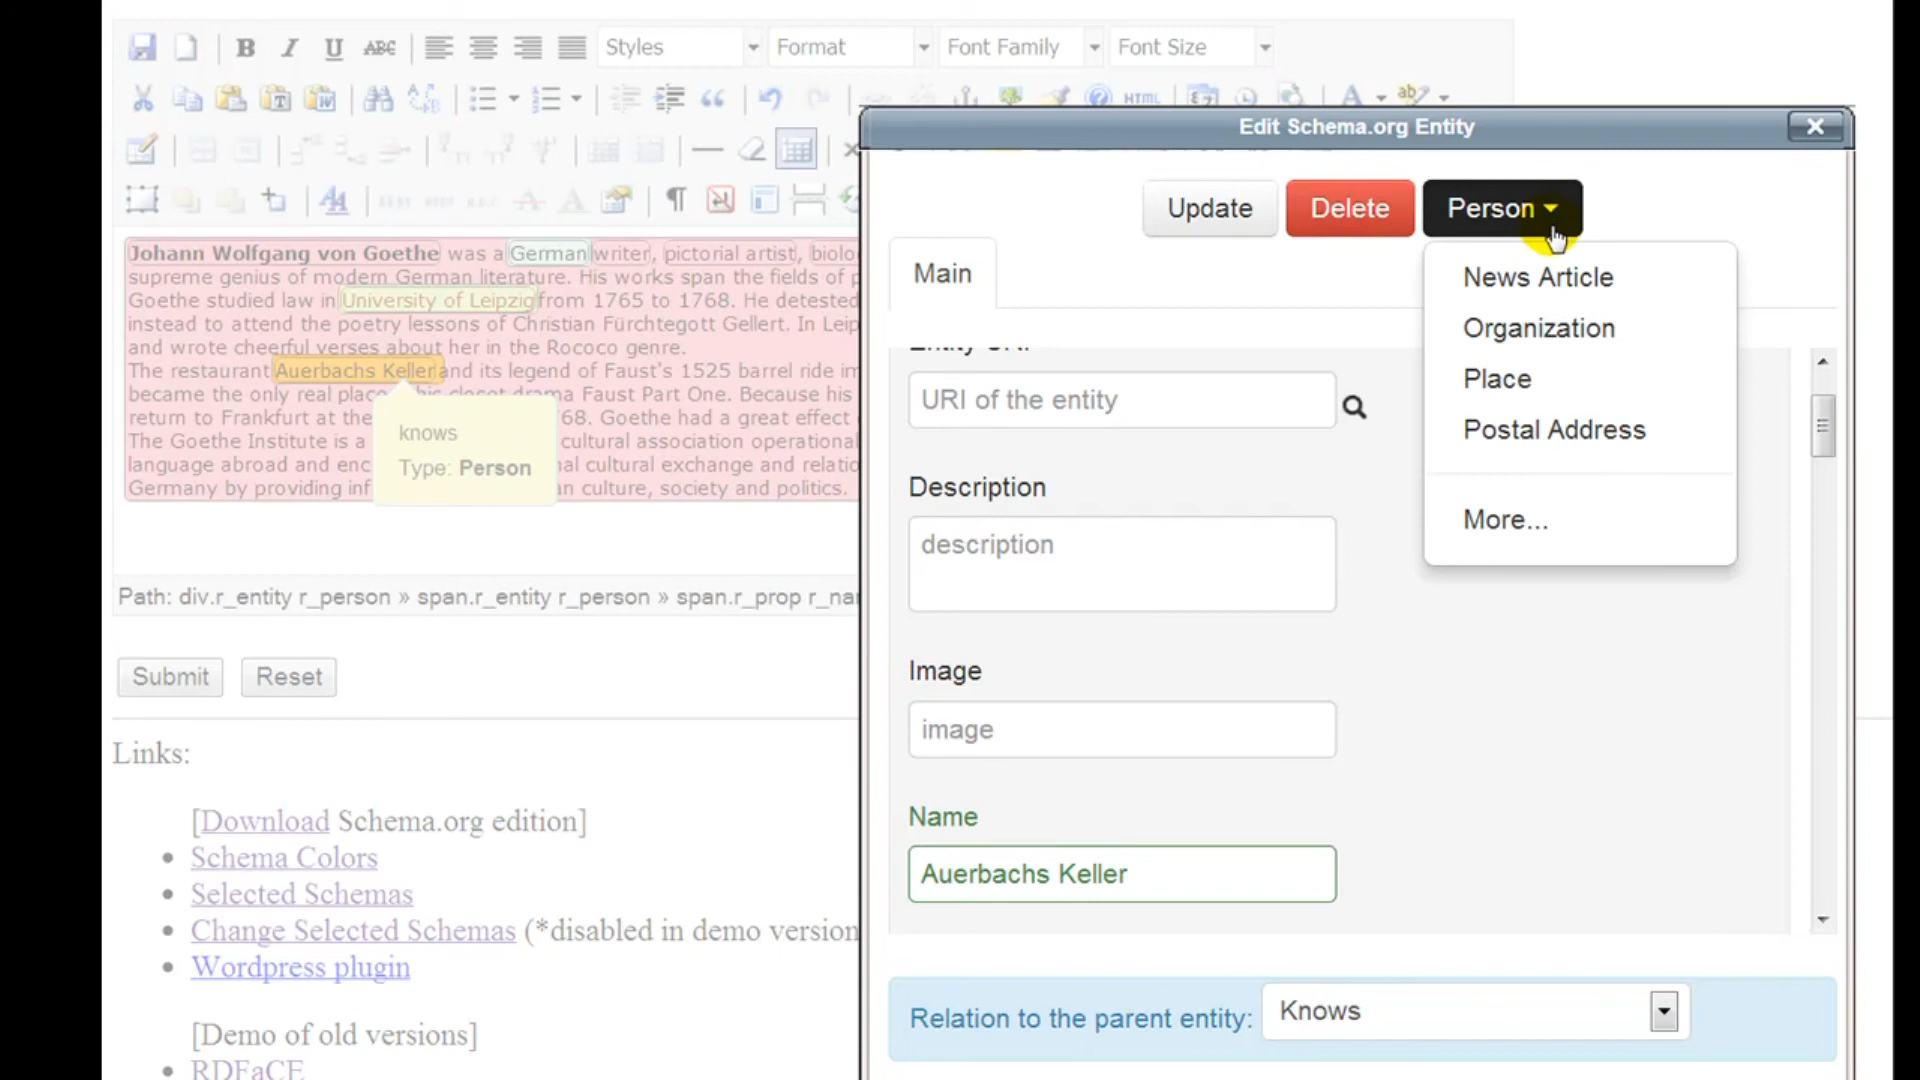 Styles Format Font Family Font Size
HTML
Edit Schema.org Entity
Update Delete Person
News Article
Organization
Place
Postal Address
More...
Main
Entity URI
URI of the entity
Description
description
Image
image
Name
Auerbachs Keller
Relation to the parent entity: Knows
Johann Wolfgang von Goethe was a German writer, pictorial artist, biolo
supreme genius of modern German literature. His works span the fields of p
Goethe studied law in University of Leipzig from 1765 to 1768. He detested
instead to attend the poetry lessons of Christian Fürchtegott Gellert. In Leip
and wrote cheerful verses about her in the Rococo genre.
The restaurant Auerbachs Keller and its legend of Faust's 1525 barrel ride im
became the only real place his closet drama Faust Part One. Because his
return to Frankfurt at the 68. Goethe had a great effect
The Goethe Institute is a cultural association operational
language abroad and enc al cultural exchange and relatio
Germany by providing inf n culture, society and politics.
knows
Type: Person
Path: div.r_entity r_person » span.r_entity r_person » span.r_prop r_nar
Submit Reset
Links:
[Download Schema.org edition]
• Schema Colors
• Selected Schemas
• Change Selected Schemas (*disabled in demo version
• Wordpress plugin
[Demo of old versions]
• RDFaCE